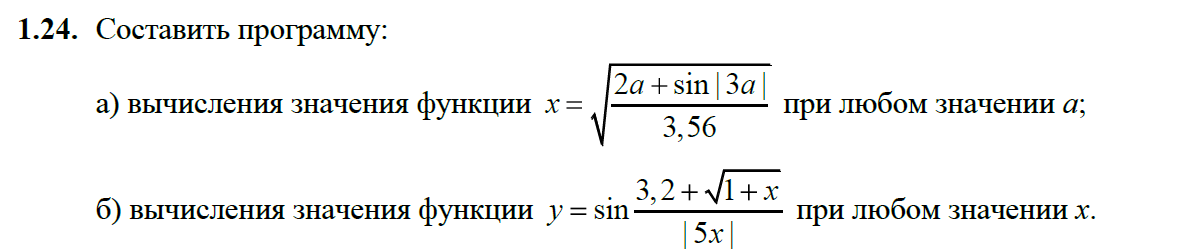 1.24. Составить программу:
а) вычисления значения функции x = √((2a + sin|3a|)/3,56) при любом значении a;
б) вычисления значения функции y = sin((3,2 + √(1 + x))/|5x|) при любом значении x.